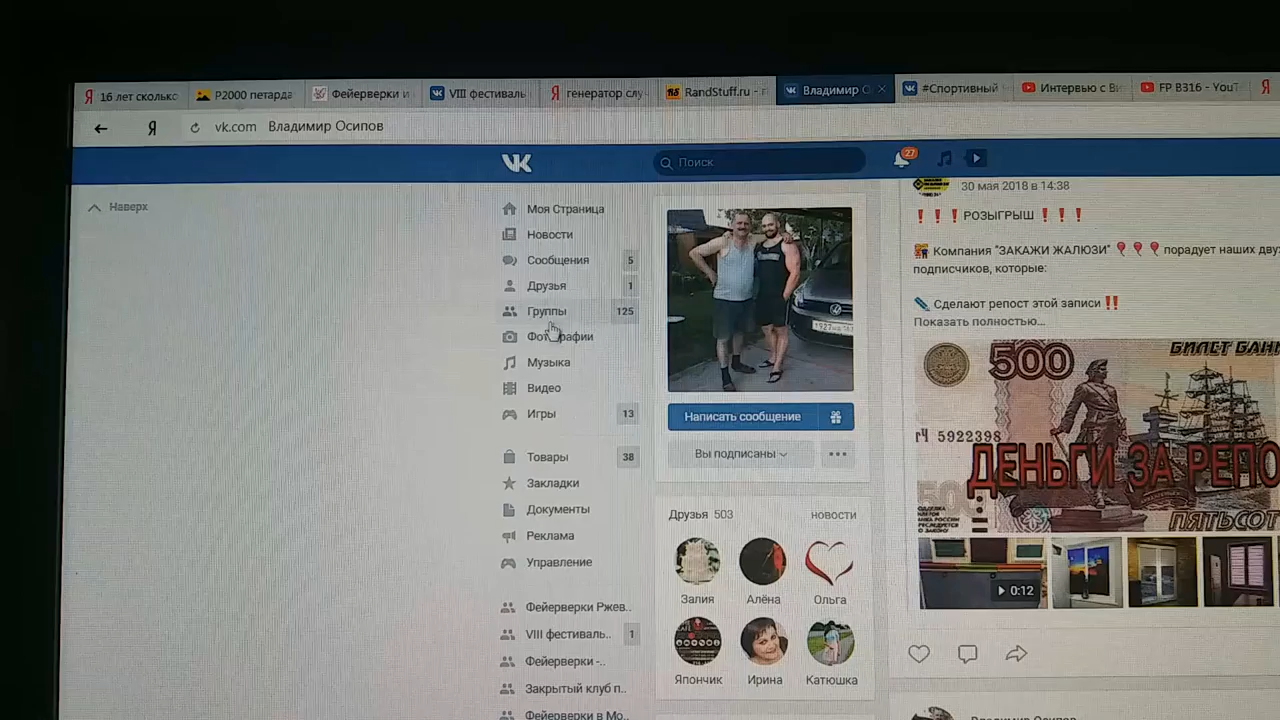 16 лет сколько
Р2000 петарда
Фейерверки и
VIII фестиваль
генератор слу
RandStuff.ru - г
Владимир О
#Спортивный
Интервью с Ви
FP B316 - YouT
vk.com Владимир Осипов
Поиск
27
Наверх
Моя Страница
Новости
Сообщения 5
Друзья 1
Группы 125
Фотографии
Музыка
Видео
Игры 13
Товары 38
Закладки
Документы
Реклама
Управление
Фейерверки Ржев..
VIII фестиваль.. 1
Фейерверки -..
Закрытый клуб п..
Фейерверки в Мо..
Написать сообщение
Вы подписаны
Друзья 503 новости
Залия Алёна Ольга
Япончик Ирина Катюшка
30 мая 2018 в 14:38
❗❗❗РОЗЫГРЫШ❗❗❗
Компания "ЗАКАЖИ ЖАЛЮЗИ" 🎈🎈🎈 порадует наших дву
подписчиков, которые:
Сделают репост этой записи ‼
Показать полностью...
500
БИЛЕТ БАН
5922398
ДЕНЬГИ ЗА РЕПО
ПЯТЬСОТ
0:12
Владимир Осипов